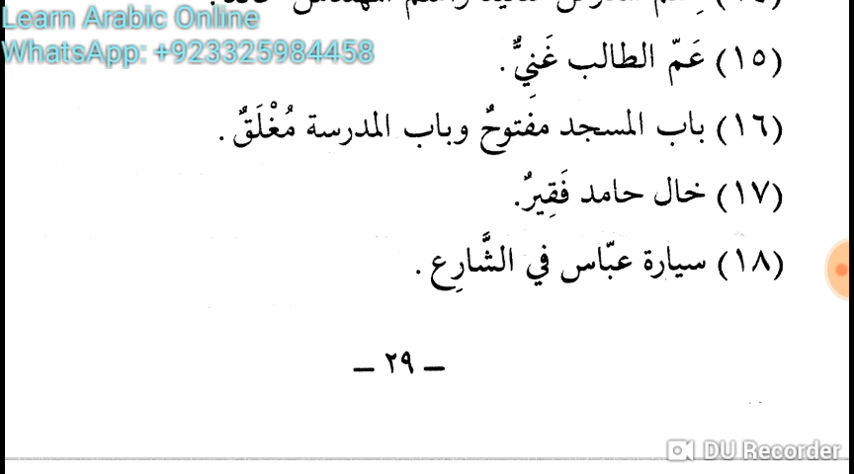 Learn Arabic Online
WhatsApp: +923325984458
(١٥) عَمّ الطالب غَنِيٌّ.
(١٦) باب المسجد مفتوحٌ وباب المدرسة مُغْلَقٌ .
(١٧) خال حامد فَقِيرٌ.
(١٨) سيارة عبّاس في الشَّارِع .
– ٢٩ –
DU Recorder